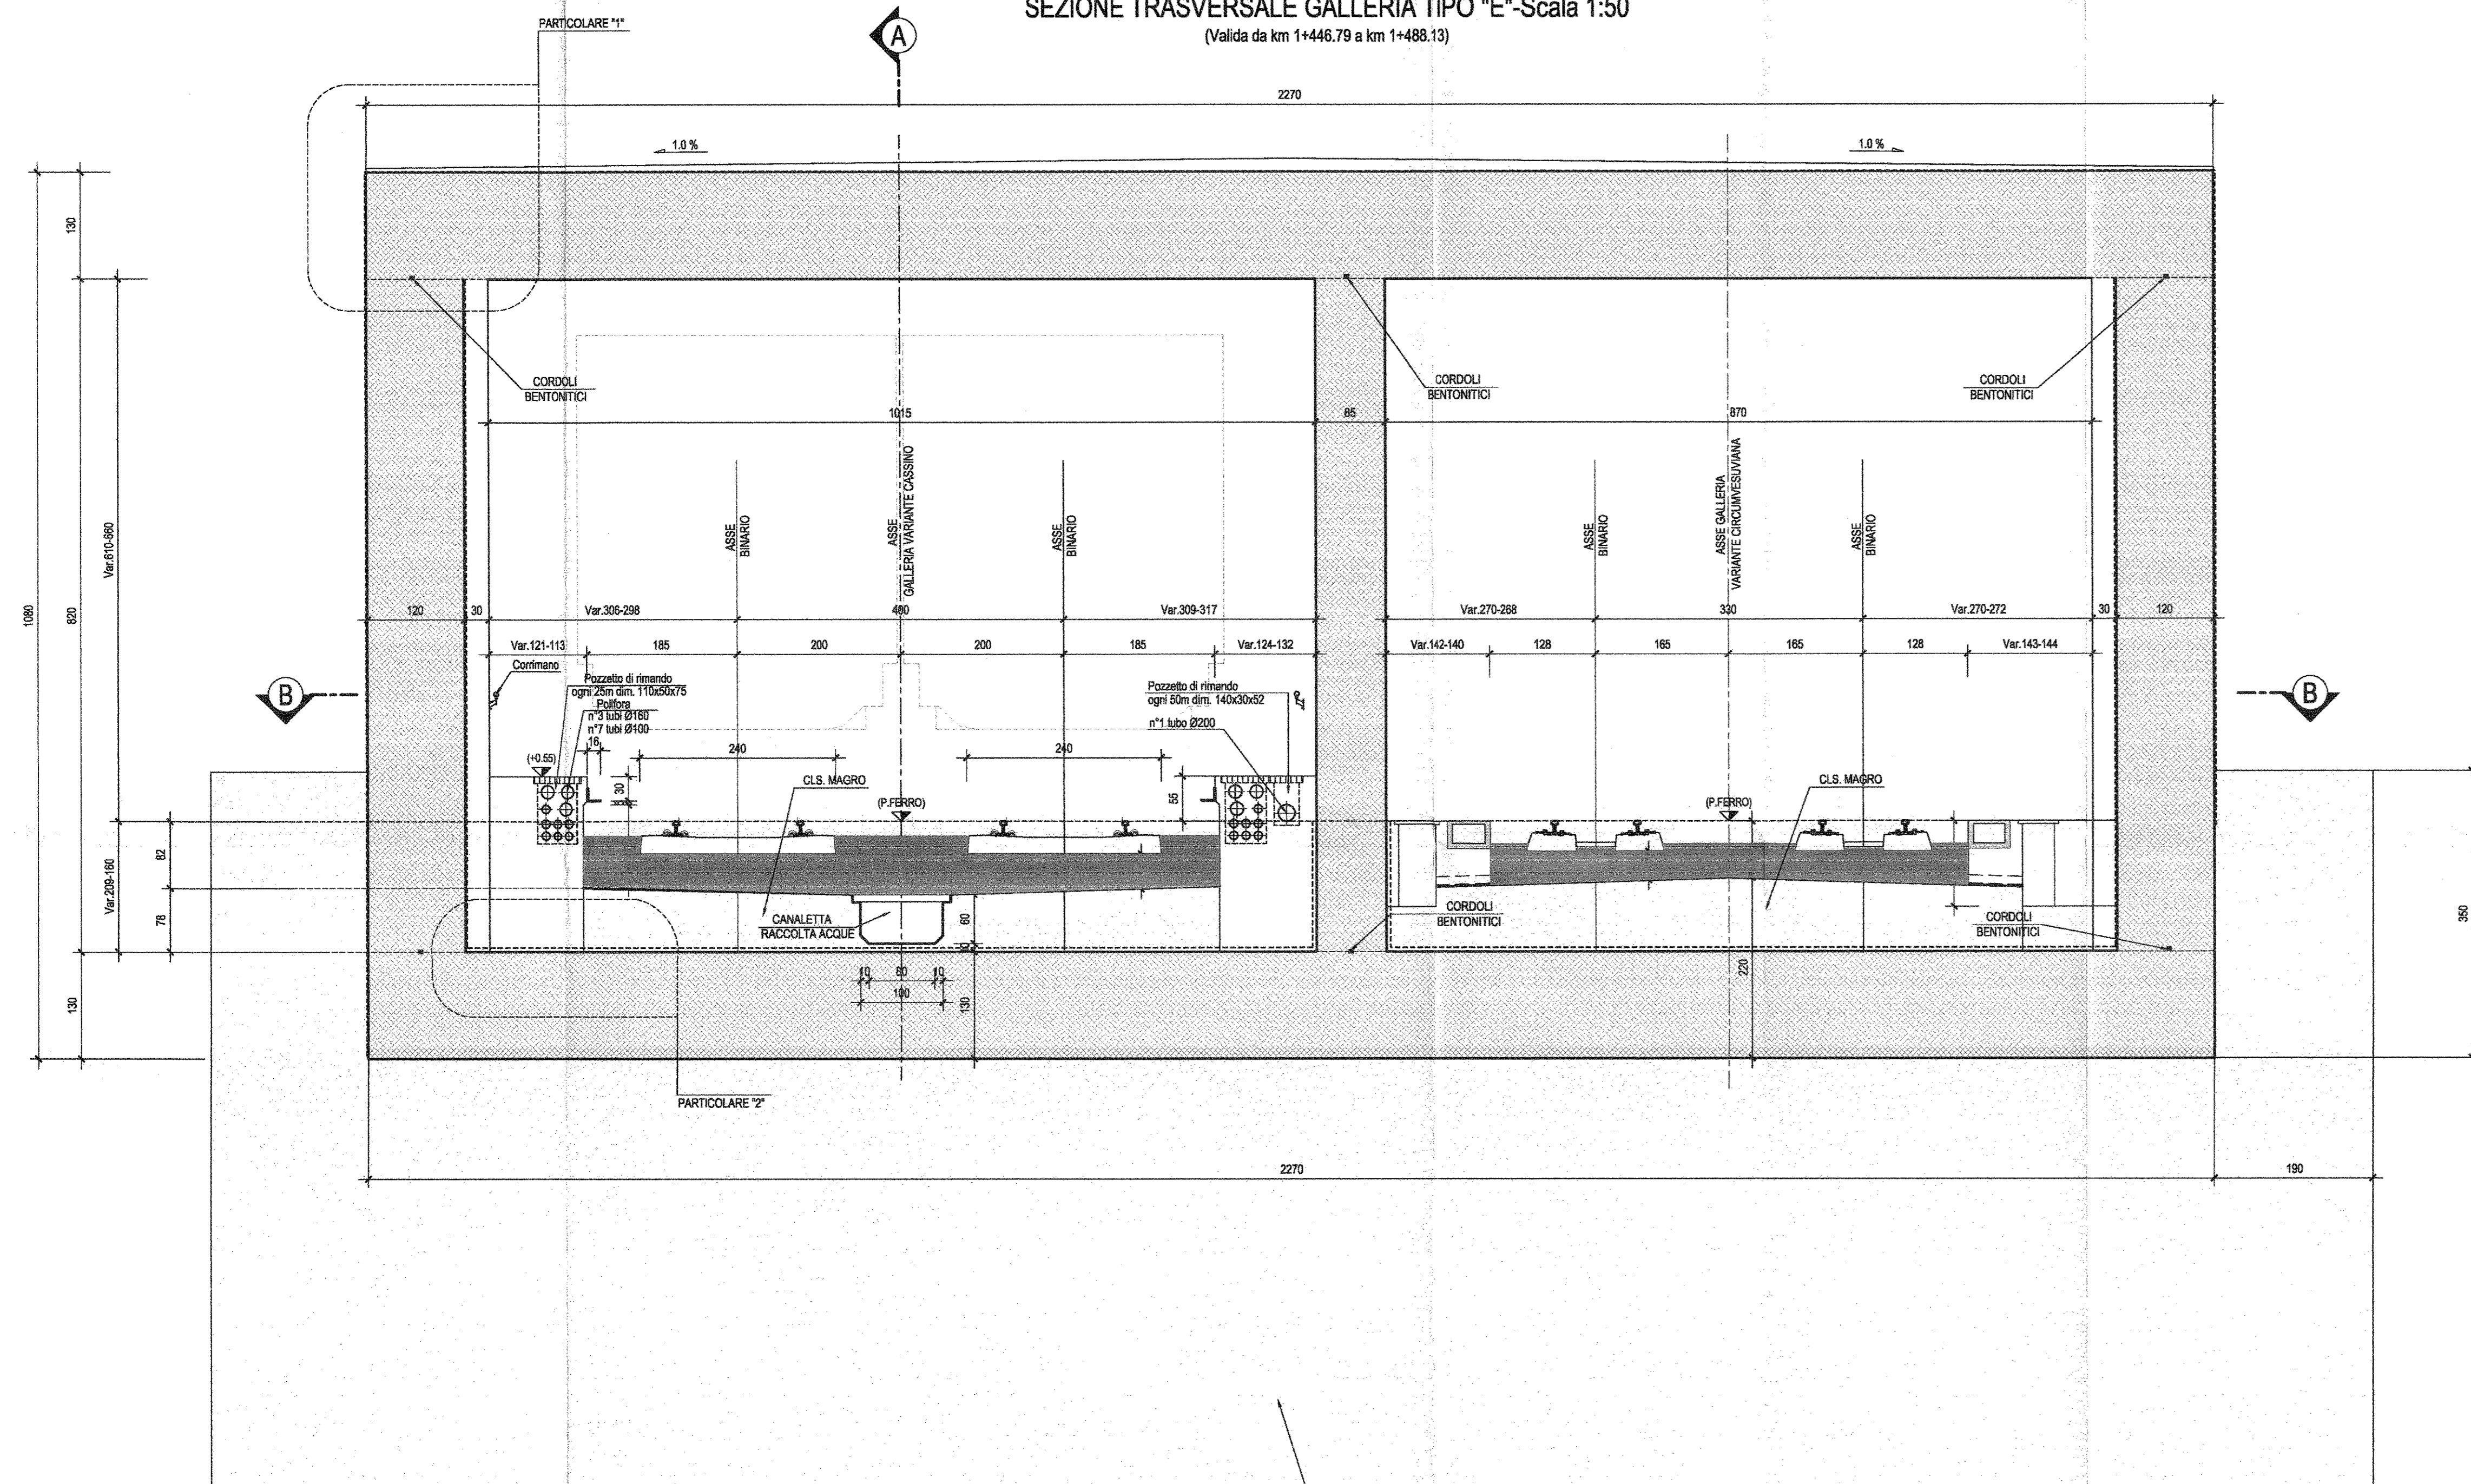 SEZIONE TRASVERSALE GALLERIA TIPO "E"-Scala 1:50
(Valida da km 1+446.79 a km 1+488.13)
PARTICOLARE "1"
A
2270
1.0 %
1.0 %
130
1080
820
Var.610-660
CORDOLI
BENTONITICI
CORDOLI
BENTONITICI
CORDOLI
BENTONITICI
1015
85
870
ASSE
BINARIO
ASSE
GALLERIA VARIANTE CASSINO
ASSE
BINARIO
ASSE
BINARIO
ASSE GALLERIA
VARIANTE CIRCUMVESUVIANA
ASSE
BINARIO
120
30
Var.306-298
400
Var.309-317
Var.270-268
330
Var.270-272
30
120
Var.121-113
185
200
200
185
Var.124-132
Var.142-140
128
165
165
128
Var.143-144
Corrimano
B
Pozzetto di rimando
ogni 25m dim. 110x50x75
Polifora
n°3 tubi Ø160
n°7 tubi Ø100
Pozzetto di rimando
ogni 50m dim. 140x30x52
n°1 tubo Ø200
B
16
240
240
(+0.55)
30
CLS. MAGRO
55
CLS. MAGRO
(P.FERRO)
(P.FERRO)
82
Var.209-160
78
CANALETTA
RACCOLTA ACQUE
60
CORDOLI
BENTONITICI
CORDOLI
BENTONITICI
350
10
80
10
100
130
220
130
PARTICOLARE "2"
2270
190